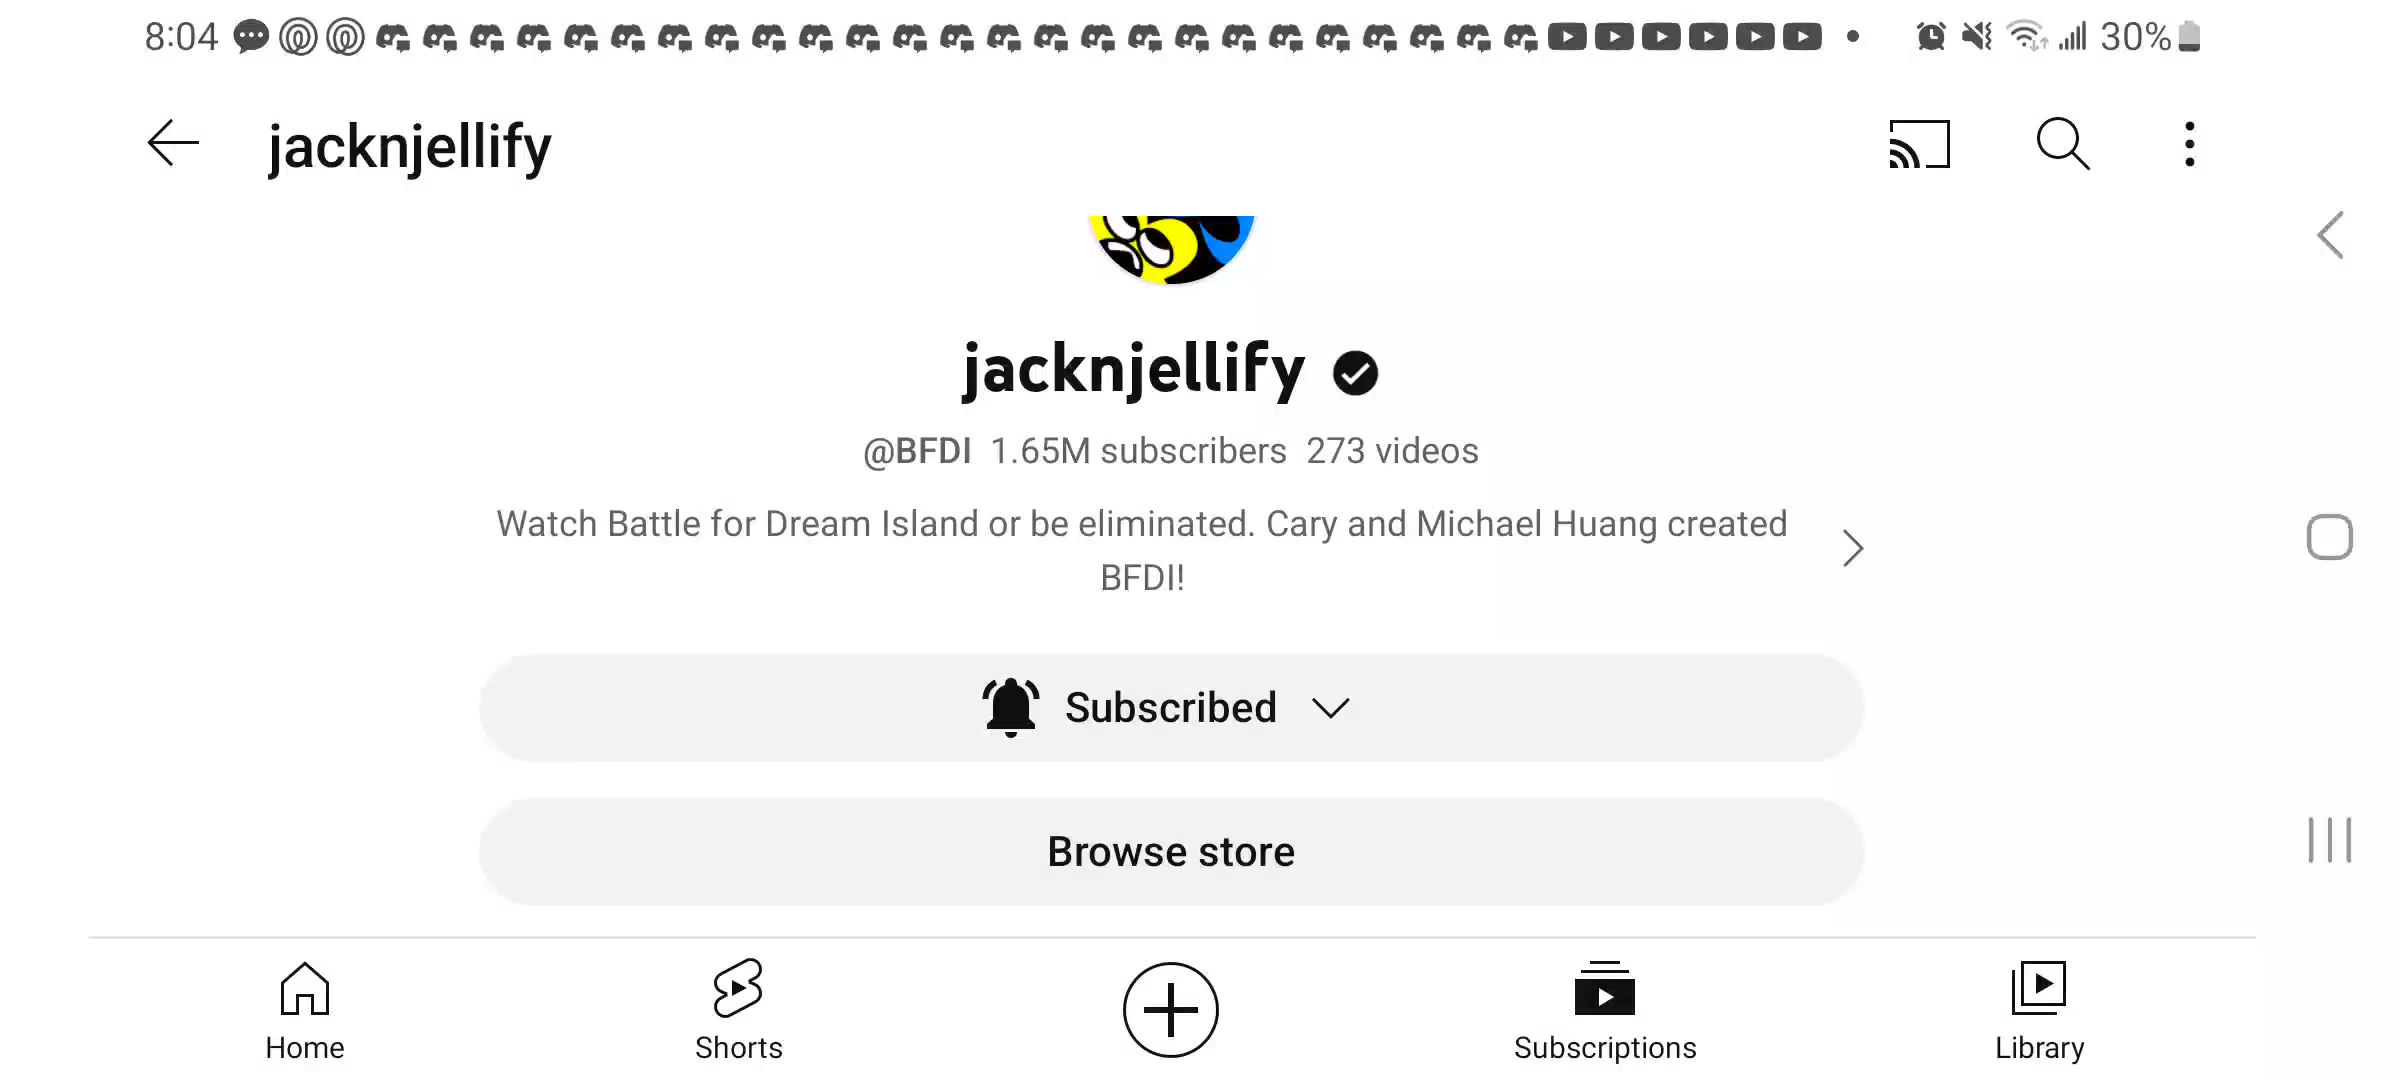 8:04 30%
jacknjellify
jacknjellify
@BFDI 1.65M subscribers 273 videos
Watch Battle for Dream Island or be eliminated. Cary and Michael Huang created
BFDI!
Subscribed
Browse store
Home Shorts Subscriptions Library